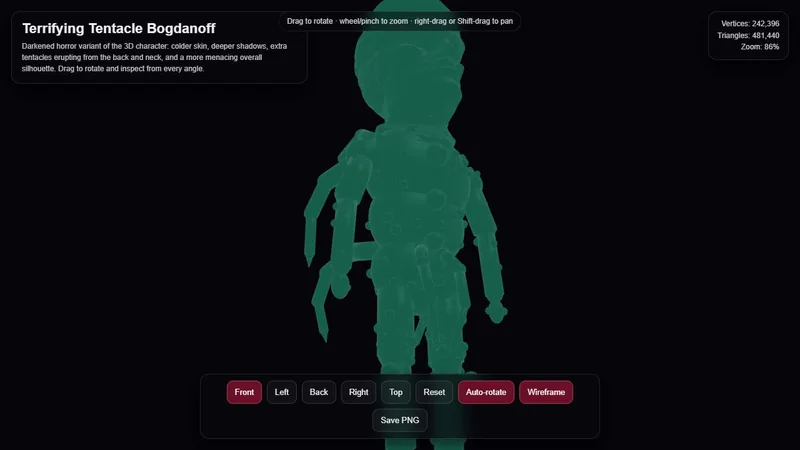 Terrifying Tentacle Bogdanoff
Darkened horror variant of the 3D character: colder skin, deeper shadows, extra
tentacles erupting from the back and neck, and a more menacing overall
silhouette. Drag to rotate and inspect from every angle.
Drag to rotate · wheel/pinch to zoom · right-drag or Shift-drag to pan
Vertices: 242,396
Triangles: 481,440
Zoom: 86%
Front Left Back Right Top Reset Auto-rotate Wireframe
Save PNG